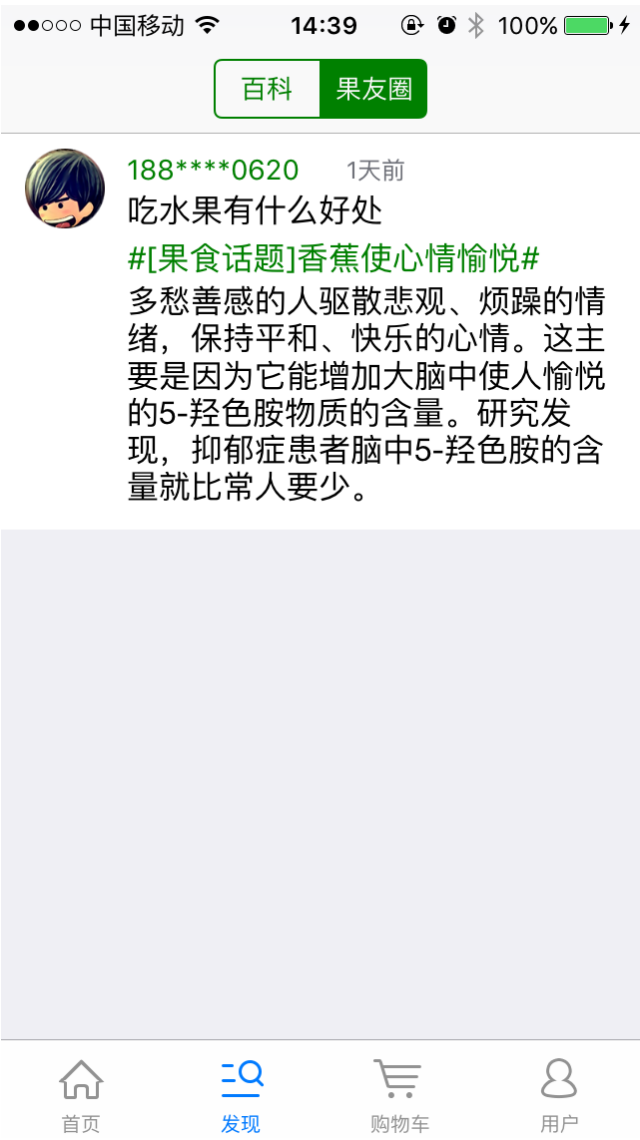 中国移动 14:39 100%
百科 果友圈
188****0620 1天前
吃水果有什么好处
#[果食话题]香蕉使心情愉悦#
多愁善感的人驱散悲观、烦躁的情
绪，保持平和、快乐的心情。这主
要是因为它能增加大脑中使人愉悦
的5-羟色胺物质的含量。研究发
现，抑郁症患者脑中5-羟色胺的含
量就比常人要少。
首页 发现 购物车 用户